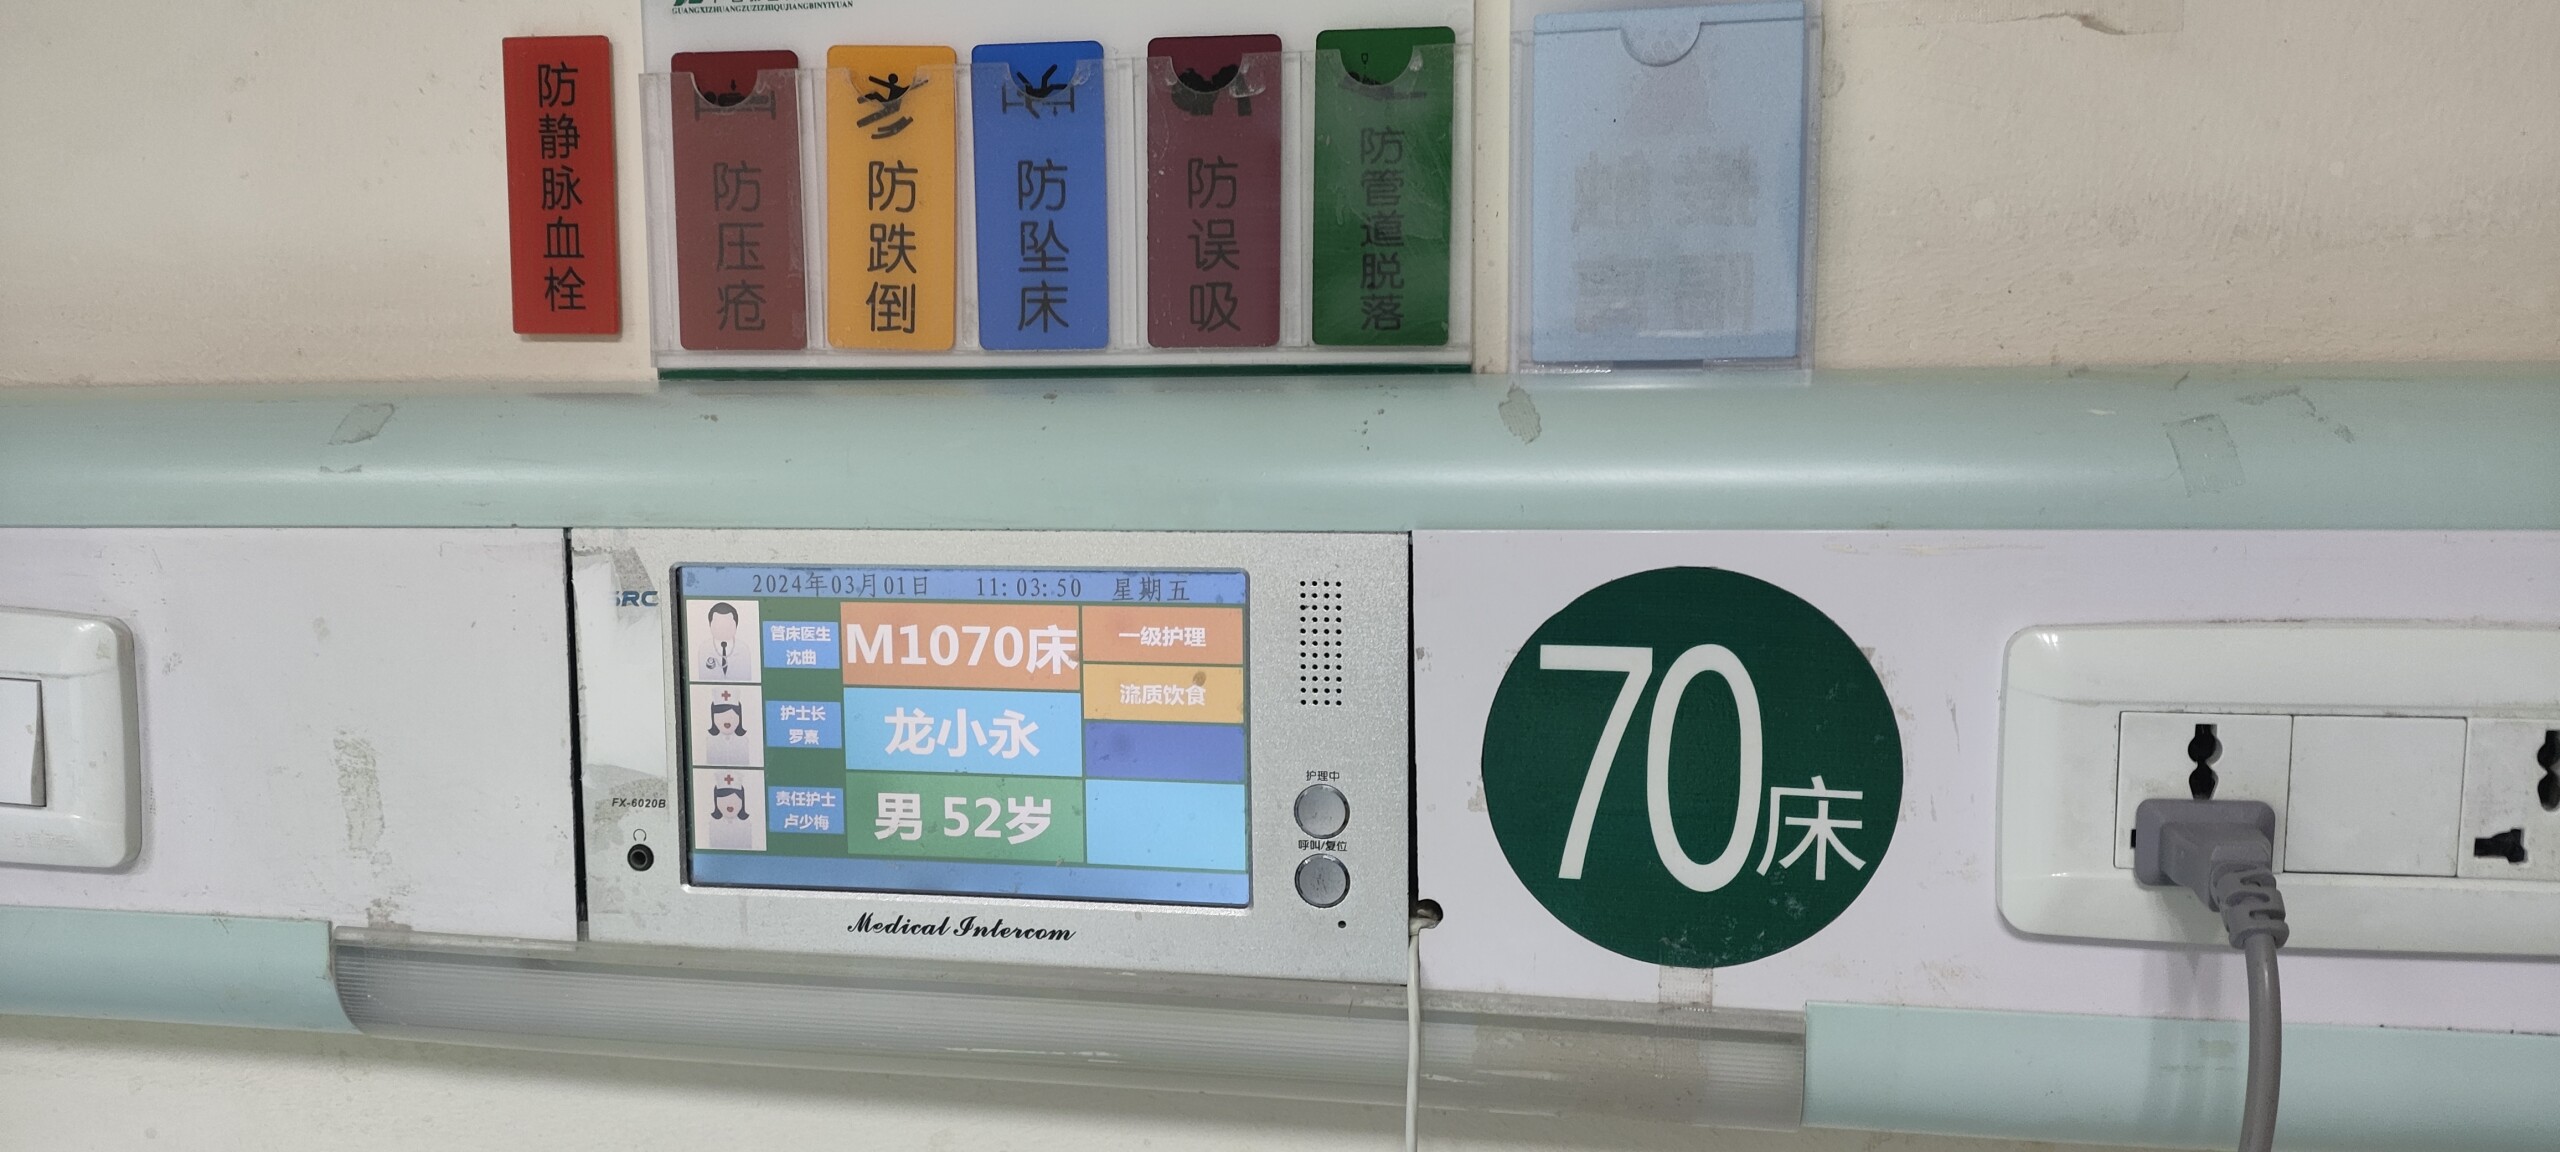 GUANGXIZHUANGZUZIZHIQUJIANGBINYIYUAN
防静脉血栓
防压疮
防跌倒
防坠床
防误吸
防管道脱落
2024年03月01日 11:03:50 星期五
SRC
管床医生
沈曲
M1070床
一级护理
流质饮食
护士长
罗熹
龙小永
责任护士
卢少梅
男 52岁
FX-6020B
护理中
呼叫/复位
Medical Intercom
70床